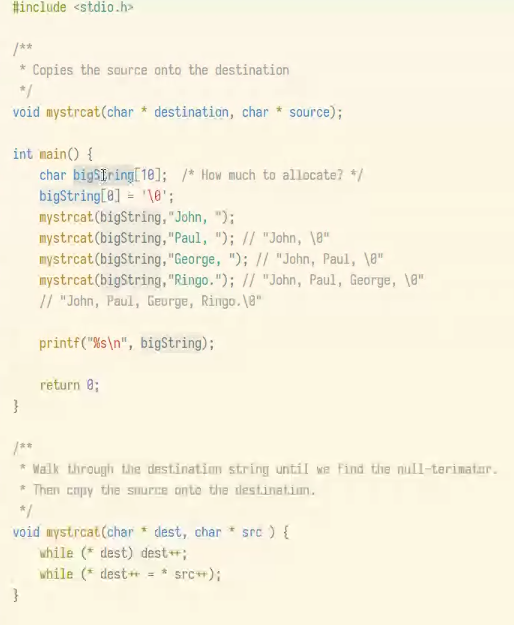 #include <stdio.h>
/**
 * Copies the source onto the destination
 */
void mystrcat(char * destination, char * source);
int main() {
    char bigString[10];  /* How much to allocate? */
    bigString[0] = '\0';
    mystrcat(bigString,"John, ");
    mystrcat(bigString,"Paul, "); // "John, \0"
    mystrcat(bigString,"George, "); // "John, Paul, \0"
    mystrcat(bigString,"Ringo."); // "John, Paul, George, \0"
    // "John, Paul, George, Ringo.\0"
    printf("%s\n", bigString);
    return 0;
}
/**
 * Walk through the destination string until we find the null-terimator.
 * Then copy the source onto the destination.
 */
void mystrcat(char * dest, char * src ) {
    while (* dest) dest++;
    while (* dest++ = * src++);
}